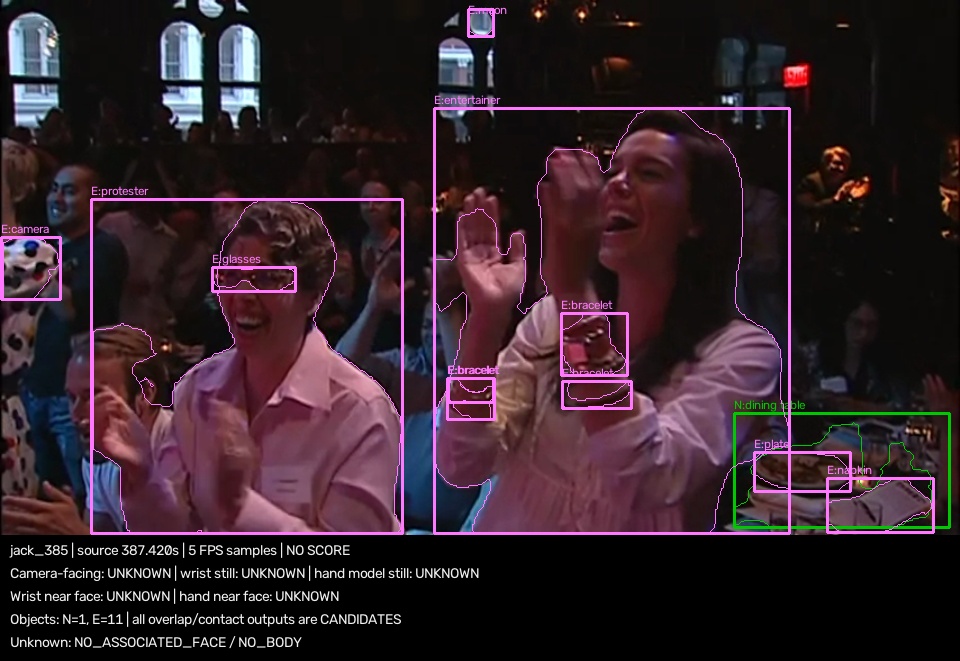 E:moon
E:entertainer
E:protester
E:camera
E:glasses
E:bracelet
E:bracelet
E:bracelet
E:dining table
E:plate
E:napkin
jack_385 | source 387.420s | 5 FPS samples | NO SCORE
Camera-facing: UNKNOWN | wrist still: UNKNOWN | hand model still: UNKNOWN
Wrist near face: UNKNOWN | hand near face: UNKNOWN
Objects: N=1, E=11 | all overlap/contact outputs are CANDIDATES
Unknown: NO_ASSOCIATED_FACE / NO_BODY